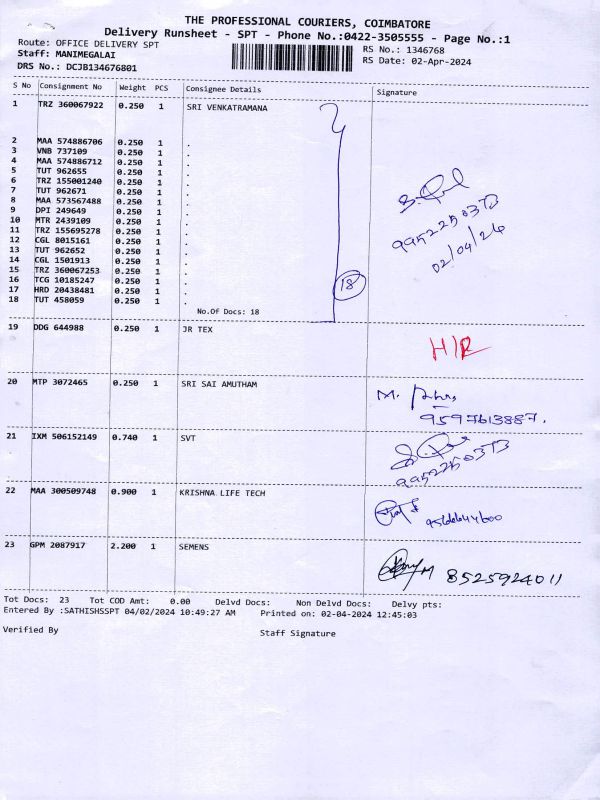 THE PROFESSIONAL COURIERS, COIMBATORE
Delivery Runsheet - SPT - Phone No.:0422-3505555 - Page No.:1
Route: OFFICE DELIVERY SPT
Staff: MANIMEGALAI
DRS No.: DCJB134676801
RS No.: 1346768
RS Date: 02-Apr-2024
S No Consignment No Weight PCS Consignee Details Signature
1 TRZ 360067922 0.250 1 SRI VENKATRAMANA
2 MAA 574886706 0.250 1 .
3 VNB 737109 0.250 1 .
4 MAA 574886712 0.250 1 .
5 TUT 962655 0.250 1 .
6 TRZ 155001240 0.250 1 .
7 TUT 962671 0.250 1 .
8 MAA 573567488 0.250 1 .
9 DPI 249649 0.250 1 .
10 MTR 2439109 0.250 1 .
11 TRZ 155695278 0.250 1 .
12 CGL 8015161 0.250 1 .
13 TUT 962652 0.250 1 .
14 CGL 1501913 0.250 1 .
15 TRZ 360067253 0.250 1 .
16 TCG 10185247 0.250 1 .
17 HRD 20438481 0.250 1 .
18 TUT 458059 0.250 1 .
18
02/04/24
No.Of Docs: 18
19 DDG 644988 0.250 1 JR TEX
H/R
20 MTP 3072465 0.250 1 SRI SAI AMUTHAM
M.
9597613887.
21 IXM 506152149 0.740 1 SVT
22 MAA 300509748 0.900 1 KRISHNA LIFE TECH
23 GPM 2087917 2.200 1 SEMENS
8525924011
Tot Docs: 23 Tot COD Amt: 0.00 Delvd Docs: Non Delvd Docs: Delvy pts:
Entered By :SATHISHSSPT 04/02/2024 10:49:27 AM Printed on: 02-04-2024 12:45:03
Verified By Staff Signature